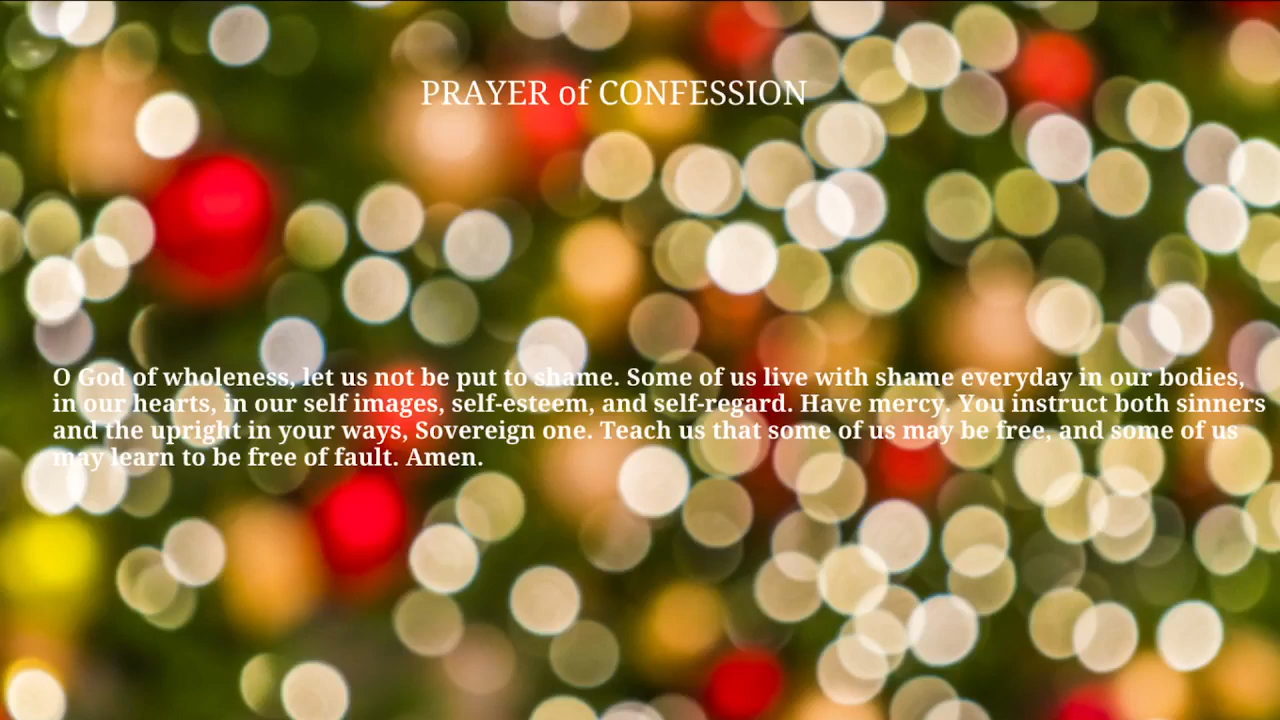 PRAYER of CONFESSION
O God of wholeness, let us not be put to shame. Some of us live with shame everyday in our bodies,
in our hearts, in our self images, self-esteem, and self-regard. Have mercy. You instruct both sinners
and the upright in your ways, Sovereign one. Teach us that some of us may be free, and some of us
may learn to be free of fault. Amen.